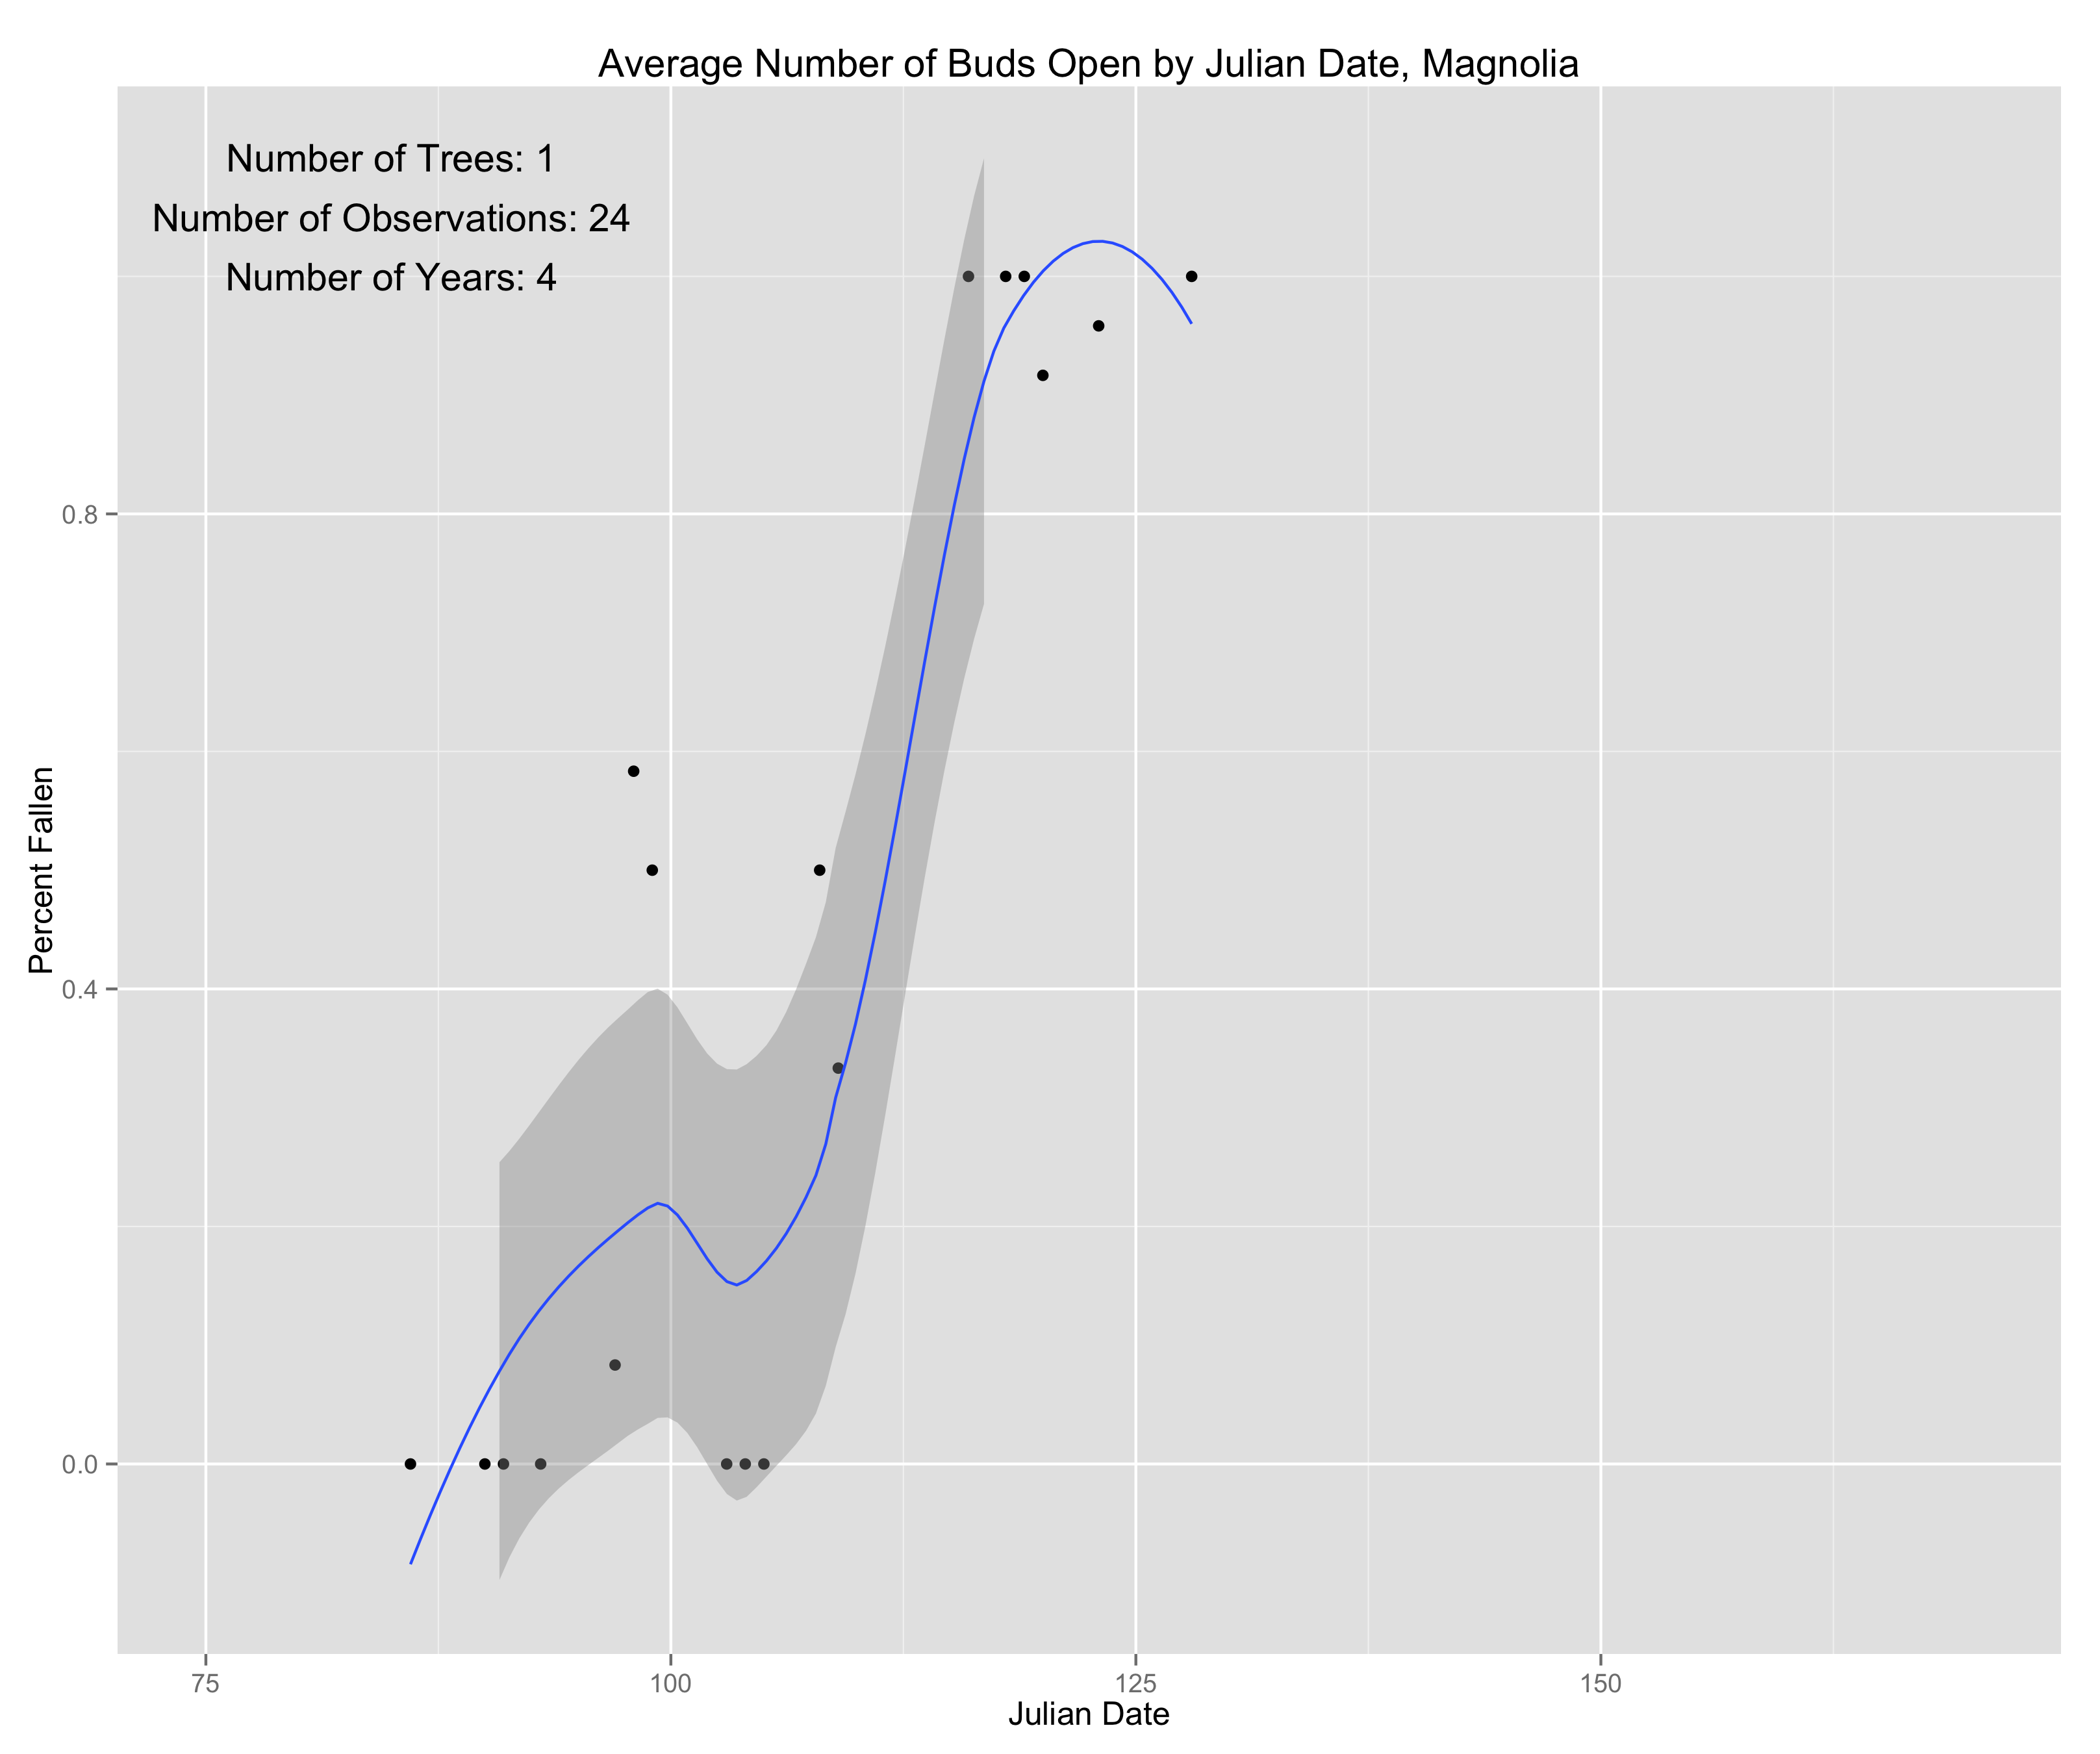 Average Number of Buds Open by Julian Date, Magnolia
Number of Trees: 1
Number of Observations: 24
Number of Years: 4
0.8
0.4
0.0
Percent Fallen
75
100
125
150
Julian Date